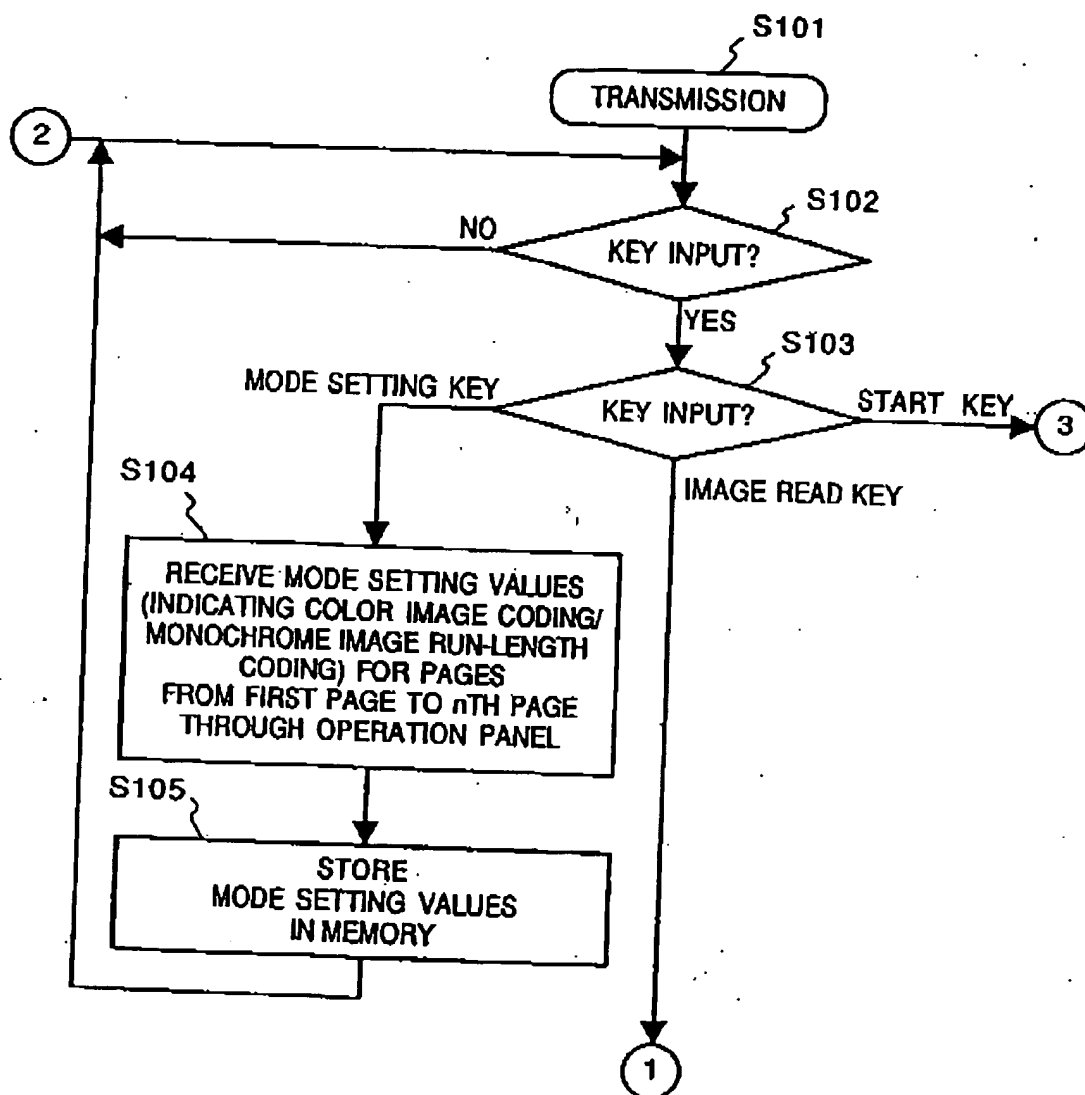 S101
TRANSMISSION
2
S102
NO
KEY INPUT?
YES
S103
MODE SETTING KEY
KEY INPUT?
START KEY
3
IMAGE READ KEY
S104
RECEIVE MODE SETTING VALUES
(INDICATING COLOR IMAGE CODING/
MONOCHROME IMAGE RUN-LENGTH
CODING) FOR PAGES
FROM FIRST PAGE TO nTH PAGE
THROUGH OPERATION PANEL
S105
STORE
MODE SETTING VALUES
IN MEMORY
1